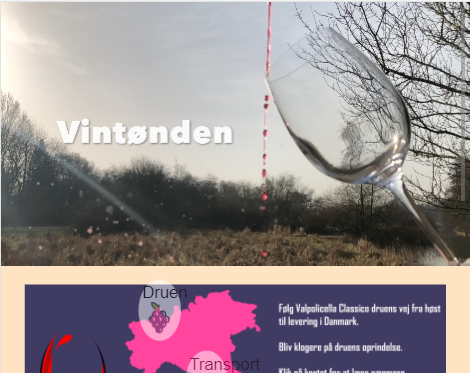 Vintønden
Druen
Følg Valpolicella Classico druens vej fra høst
til levering i Danmark.
Bliv klogere på druens oprindelse.
Transport